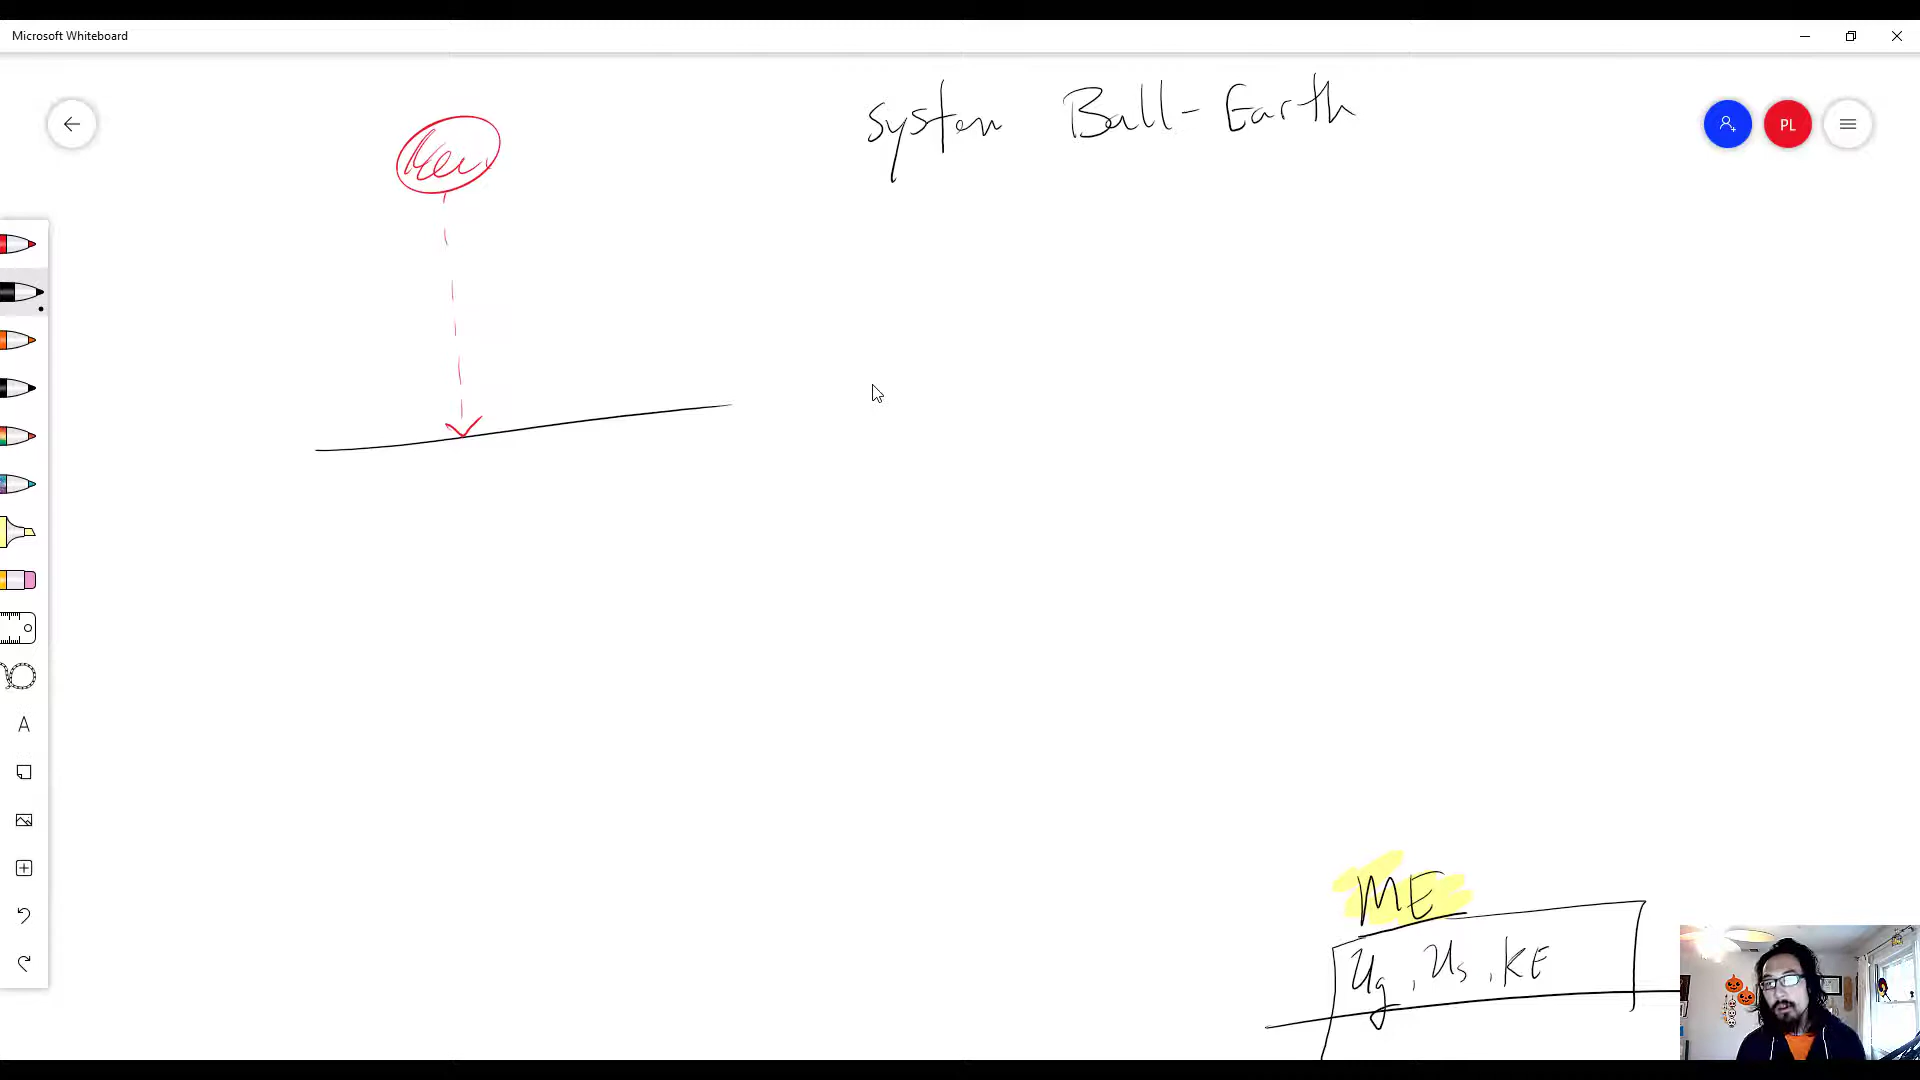 Microsoft Whiteboard
system Ball-Earth
PL
A
ME
Ug, Us, KE